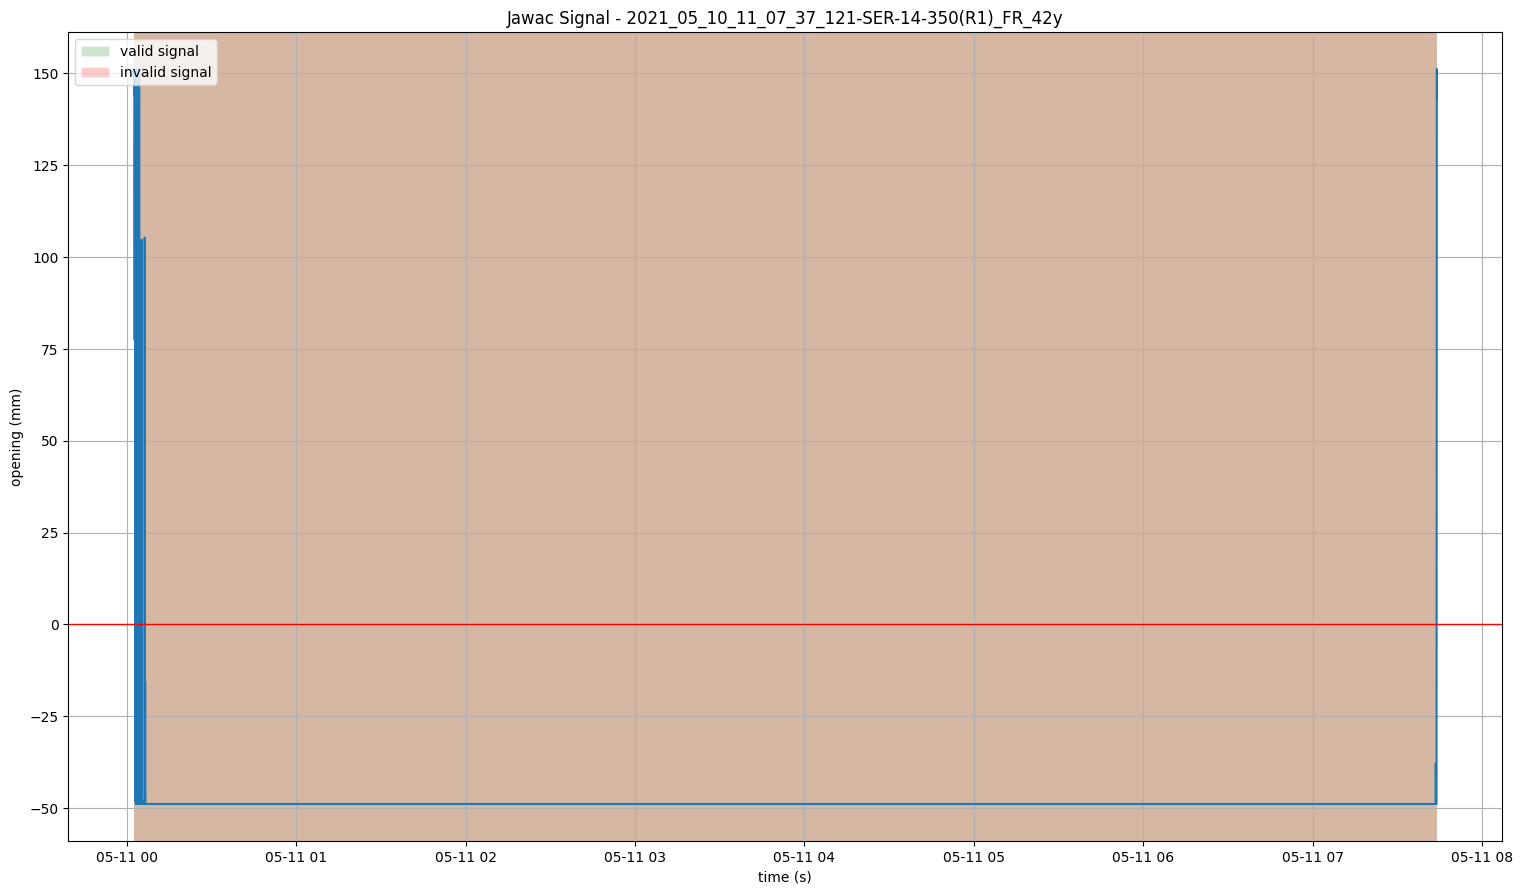 Jawac Signal - 2021_05_10_11_07_37_121-SER-14-350(R1)_FR_42y
valid signal
invalid signal
150
125
100
75
50
25
0
−25
−50
opening (mm)
05-11 00 05-11 01 05-11 02 05-11 03 05-11 04 05-11 05 05-11 06 05-11 07 05-11 08
time (s)